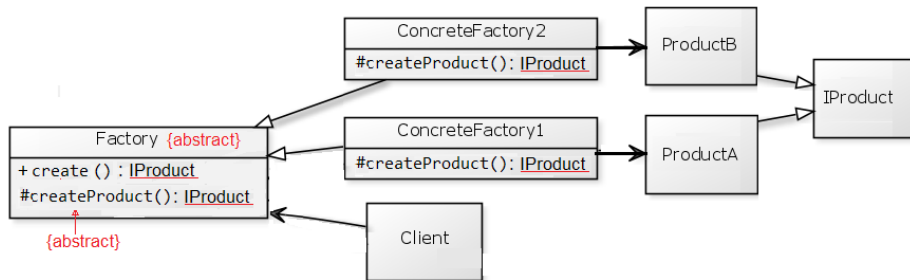 ConcreteFactory2
#createProduct(): IProduct
ProductB
IProduct
Factory {abstract}
+ create () : IProduct
#createProduct(): IProduct
{abstract}
ConcreteFactory1
#createProduct(): IProduct
ProductA
Client